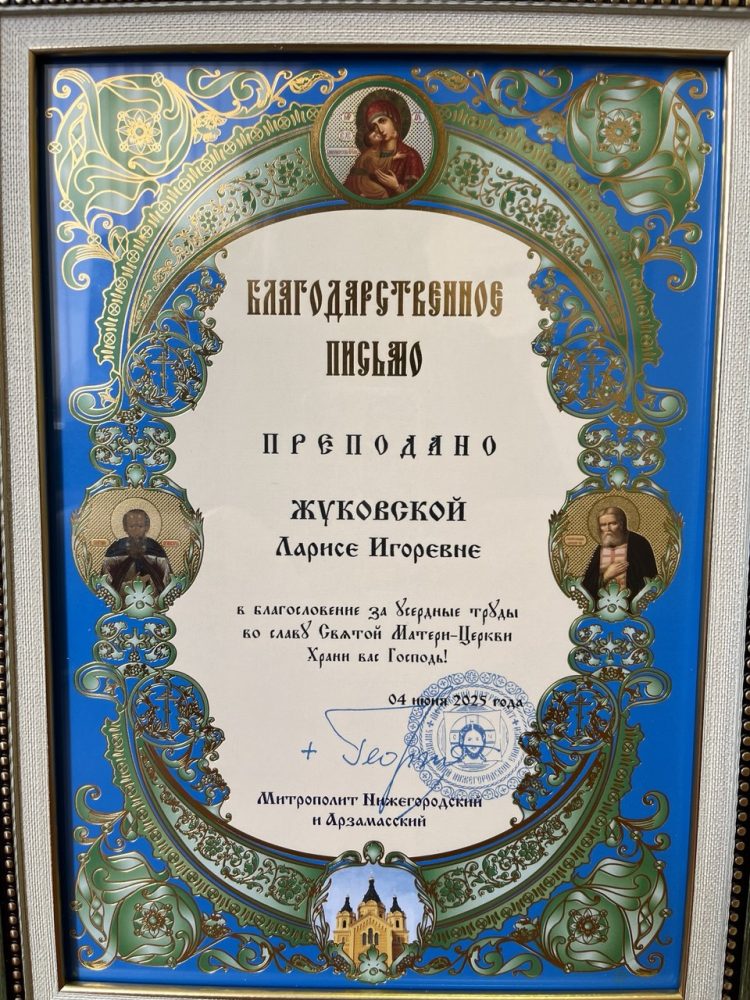 БЛАГОДАРСТВЕННОЕ
ПИСЬМО
ПРЕПОДАНО
ЖУКОВСКОЙ
Ларисе Игоревне
в благословение за Усердные труды
во славу Святой Матери-Церкви
Храни вас Господь!
04 июня 2025 года
+ Георгий
Митрополит Нижегородский
и Арзамасский